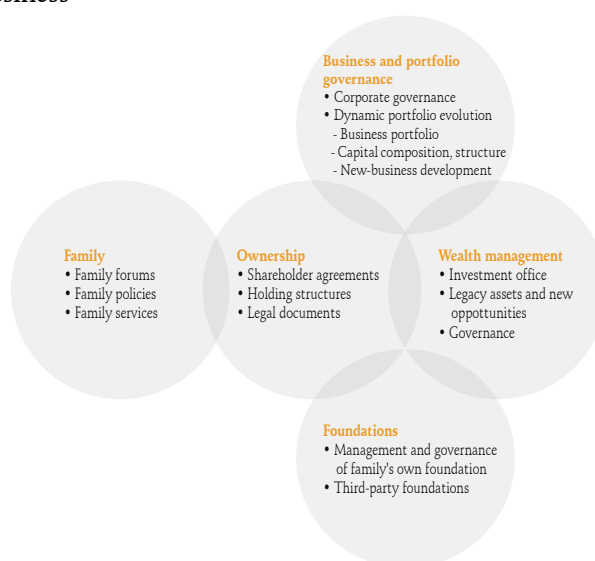 Business and portfolio
governance
• Corporate governance
• Dynamic portfolio evolution
- Business portfolio
- Capital composition, structure
- New-business development
Family
• Family forums
• Family policies
• Family services
Ownership
• Shareholder agreements
• Holding structures
• Legal documents
Wealth management
• Investment office
• Legacy assets and new
oppottunities
• Governance
Foundations
• Management and governance
of family's own foundation
• Third-party foundations